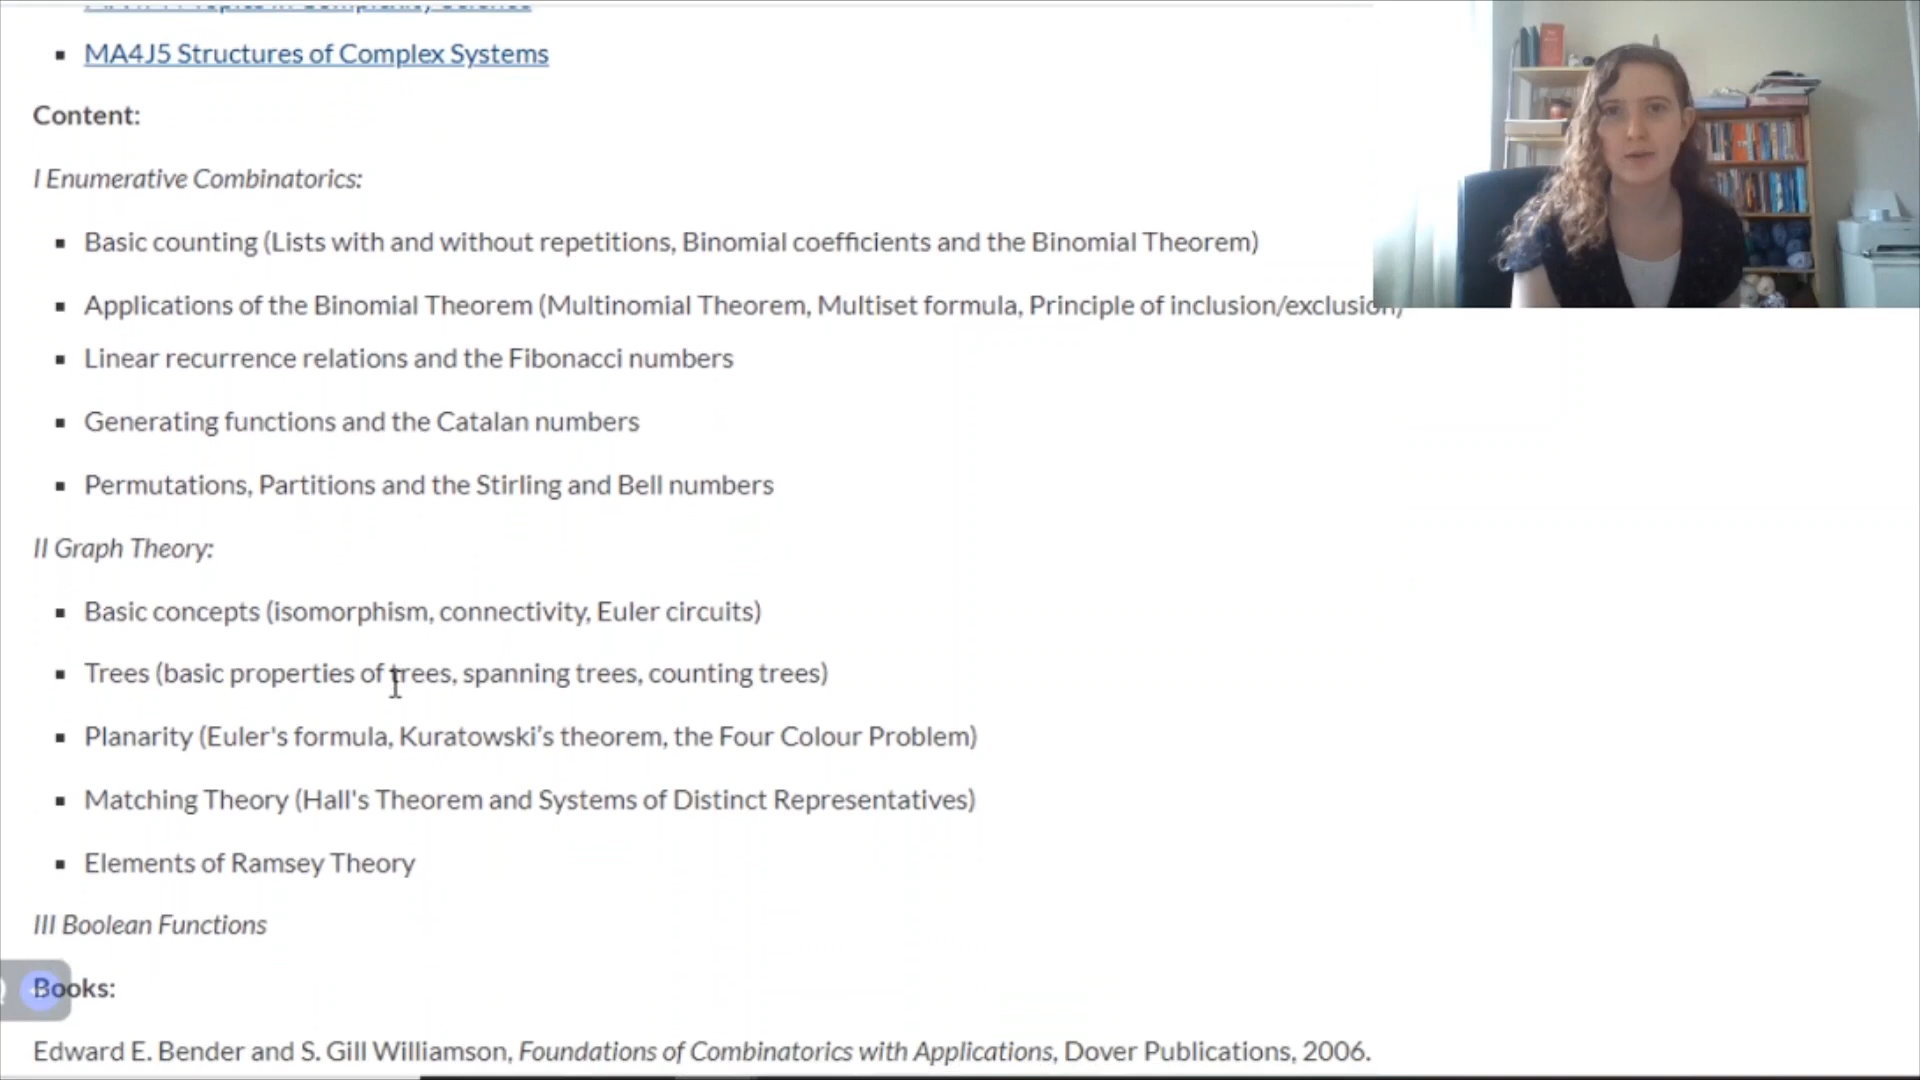 MA4J5 Structures of Complex Systems
Content:
I Enumerative Combinatorics:
Basic counting (Lists with and without repetitions, Binomial coefficients and the Binomial Theorem)
Applications of the Binomial Theorem (Multinomial Theorem, Multiset formula, Principle of inclusion/exclusion)
Linear recurrence relations and the Fibonacci numbers
Generating functions and the Catalan numbers
Permutations, Partitions and the Stirling and Bell numbers
II Graph Theory:
Basic concepts (isomorphism, connectivity, Euler circuits)
Trees (basic properties of trees, spanning trees, counting trees)
Planarity (Euler's formula, Kuratowski’s theorem, the Four Colour Problem)
Matching Theory (Hall's Theorem and Systems of Distinct Representatives)
Elements of Ramsey Theory
III Boolean Functions
Books:
Edward E. Bender and S. Gill Williamson, Foundations of Combinatorics with Applications, Dover Publications, 2006.